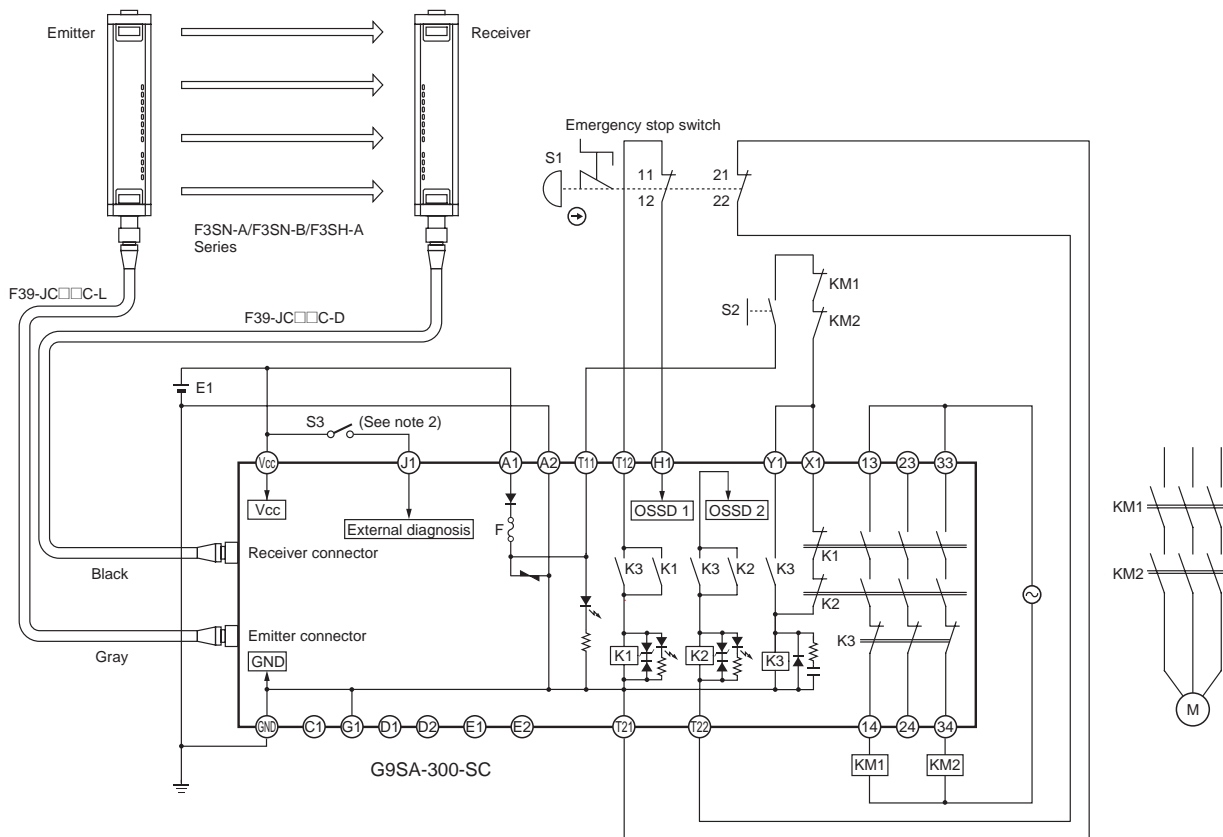 Emitter
Receiver
Emergency stop switch
S1
11
21
12
22
F3SN-A/F3SN-B/F3SH-A
Series
F39-JC□□C-L
F39-JC□□C-D
S2
KM1
KM2
E1
S3 (See note 2)
Vcc
J1
A1
A2
T11
T12
H1
Y1
X1
13
23
33
Vcc
External diagnosis
F
OSSD 1
OSSD 2
KM1
Receiver connector
K3
K1
K3
K2
K3
K1
Black
KM2
K2
Emitter connector
K3
Gray
GND
K1
K2
K3
GND
C1
G1
D1
D2
E1
E2
T21
T22
14
24
34
M
G9SA-300-SC
KM1
KM2